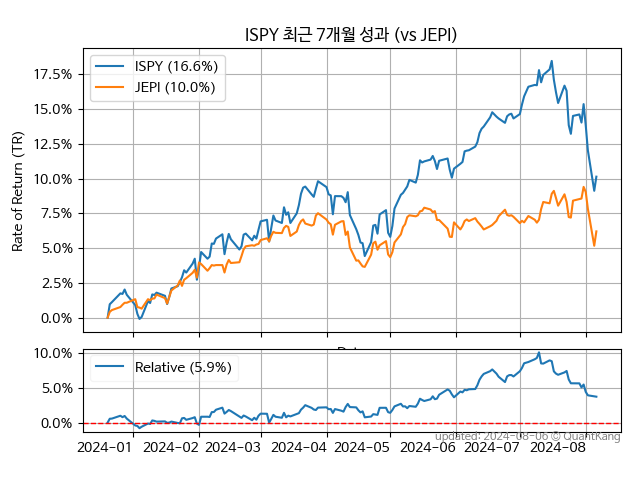 ISPY 최근 7개월 성과 (vs JEPI)
ISPY (16.6%)
JEPI (10.0%)
Rate of Return (TR)
17.5%
15.0%
12.5%
10.0%
7.5%
5.0%
2.5%
0.0%
Relative (5.9%)
10.0%
5.0%
0.0%
2024-01 2024-02 2024-03 2024-04 2024-05 2024-06 2024-07 2024-08
updated: 2024-08-06 © QuantKang